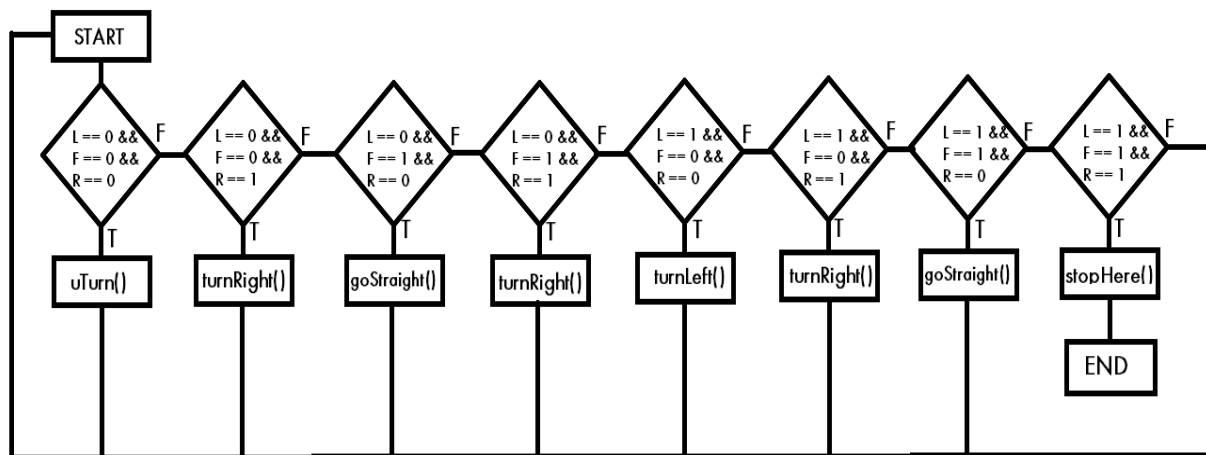 START
L == 0 &&
F == 0 &&
R == 0
F
T
uTurn()
L == 0 &&
F == 0 &&
R == 1
F
T
turnRight()
L == 0 &&
F == 1 &&
R == 0
F
T
goStraight()
L == 0 &&
F == 1 &&
R == 1
F
T
turnRight()
L == 1 &&
F == 0 &&
R == 0
F
T
turnLeft()
L == 1 &&
F == 0 &&
R == 1
F
T
turnRight()
L == 1 &&
F == 1 &&
R == 0
F
T
goStraight()
L == 1 &&
F == 1 &&
R == 1
F
T
stopHere()
END